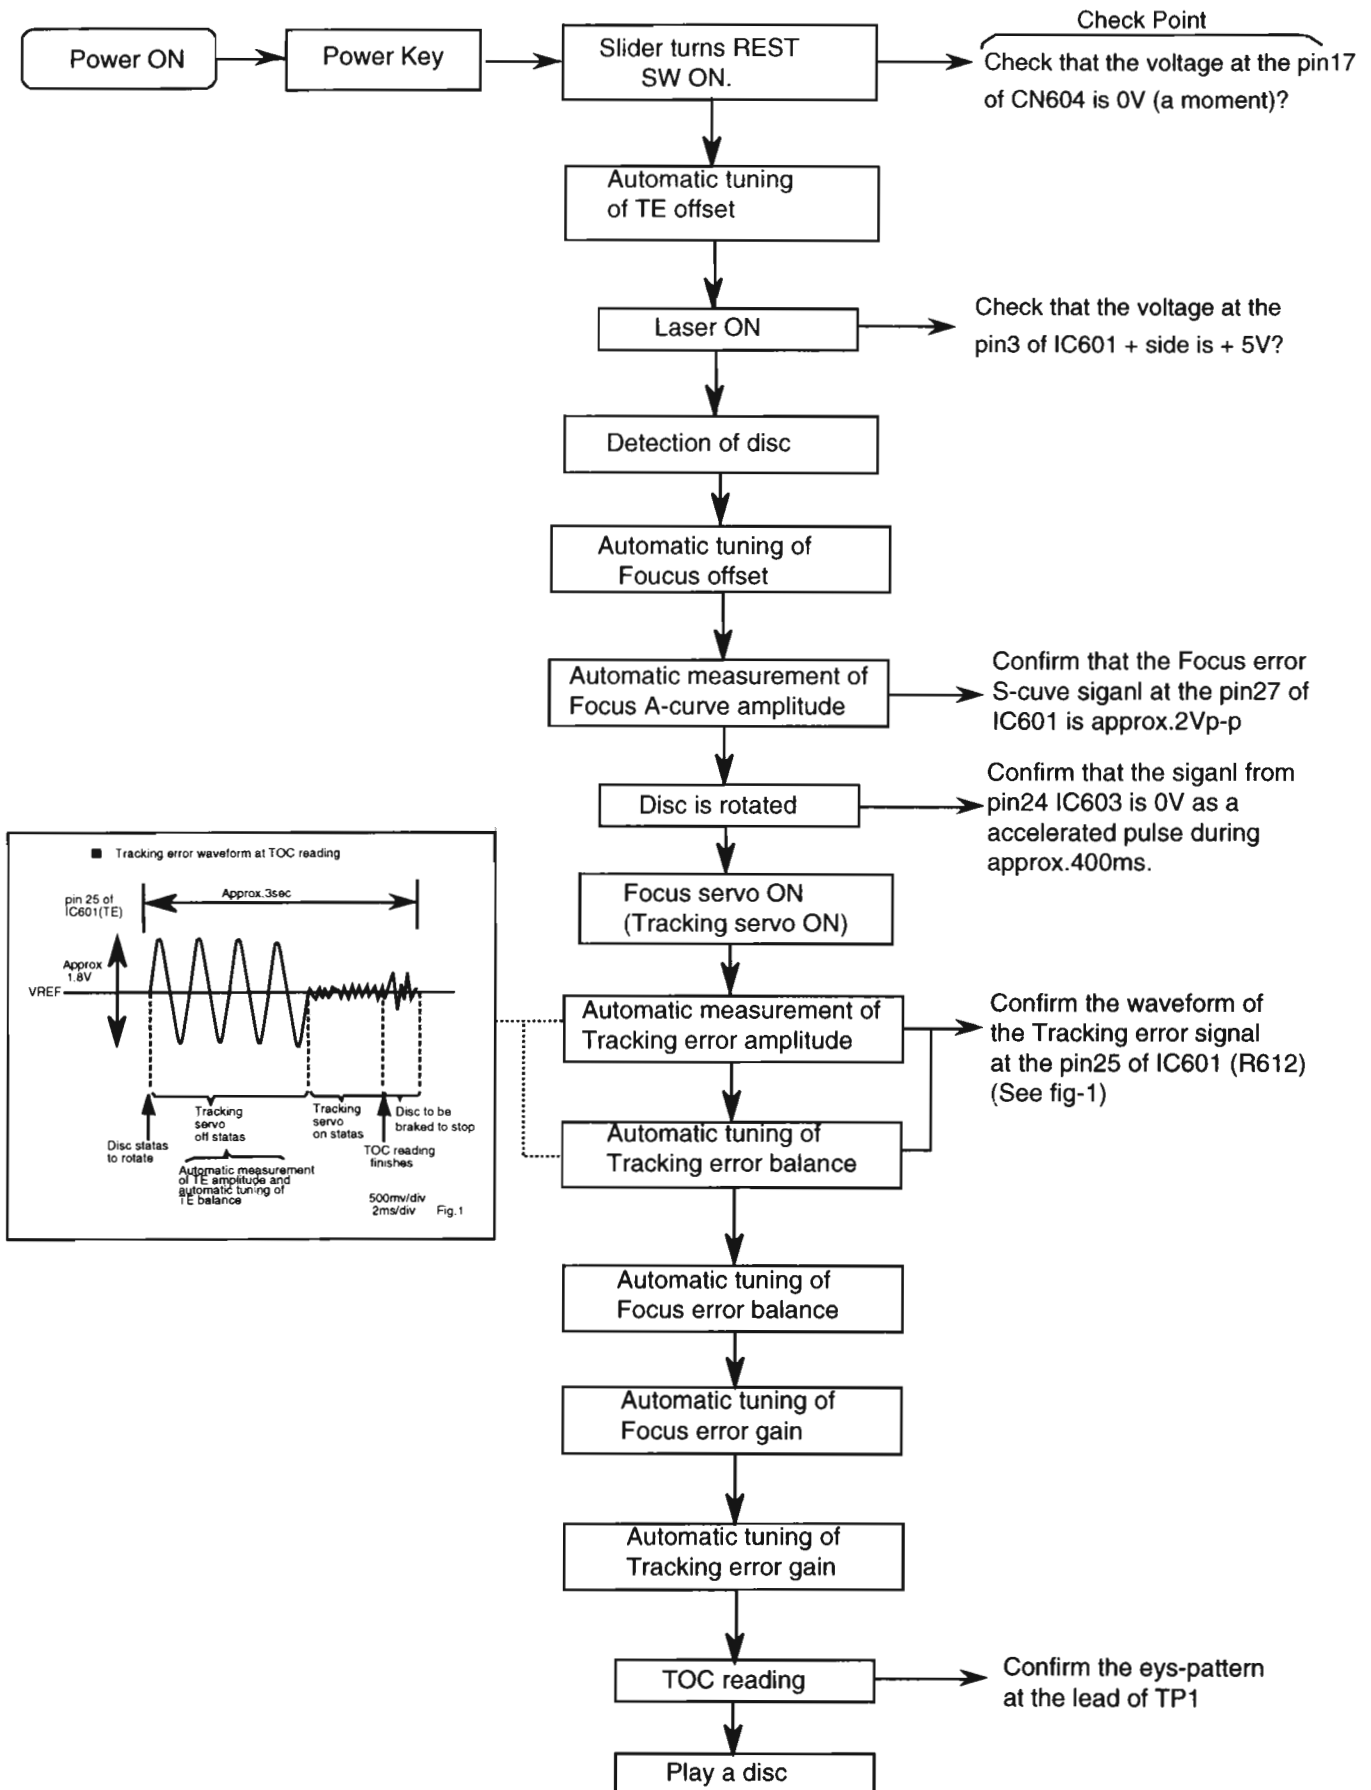 Check Point
Power ON
Power Key
Slider turns REST
SW ON.
Check that the voltage at the pin17
of CN604 is 0V (a moment)?
Automatic tuning
of TE offset
Laser ON
Check that the voltage at the
pin3 of IC601 + side is + 5V?
Detection of disc
Automatic tuning of
Foucus offset
Automatic measurement of
Focus A-curve amplitude
Confirm that the Focus error
S-cuve siganl at the pin27 of
IC601 is approx.2Vp-p
Disc is rotated
Confirm that the siganl from
pin24 IC603 is 0V as a
accelerated pulse during
approx.400ms.
Focus servo ON
(Tracking servo ON)
■ Tracking error waveform at TOC reading
pin 25 of
IC601(TE)
Approx.3sec
Approx
1.8V
VREF
Tracking
servo
off statas
Tracking
servo
on statas
Disc to be
braked to stop
Disc statas
to rotate
TOC reading
finishes
Automatic measurement
of TE amplitude and
automatic tuning of
TE balance
500mv/div
2ms/div
Fig.1
Automatic measurement of
Tracking error amplitude
Confirm the waveform of
the Tracking error signal
at the pin25 of IC601 (R612)
(See fig-1)
Automatic tuning of
Tracking error balance
Automatic tuning of
Focus error balance
Automatic tuning of
Focus error gain
Automatic tuning of
Tracking error gain
TOC reading
Confirm the eys-pattern
at the lead of TP1
Play a disc